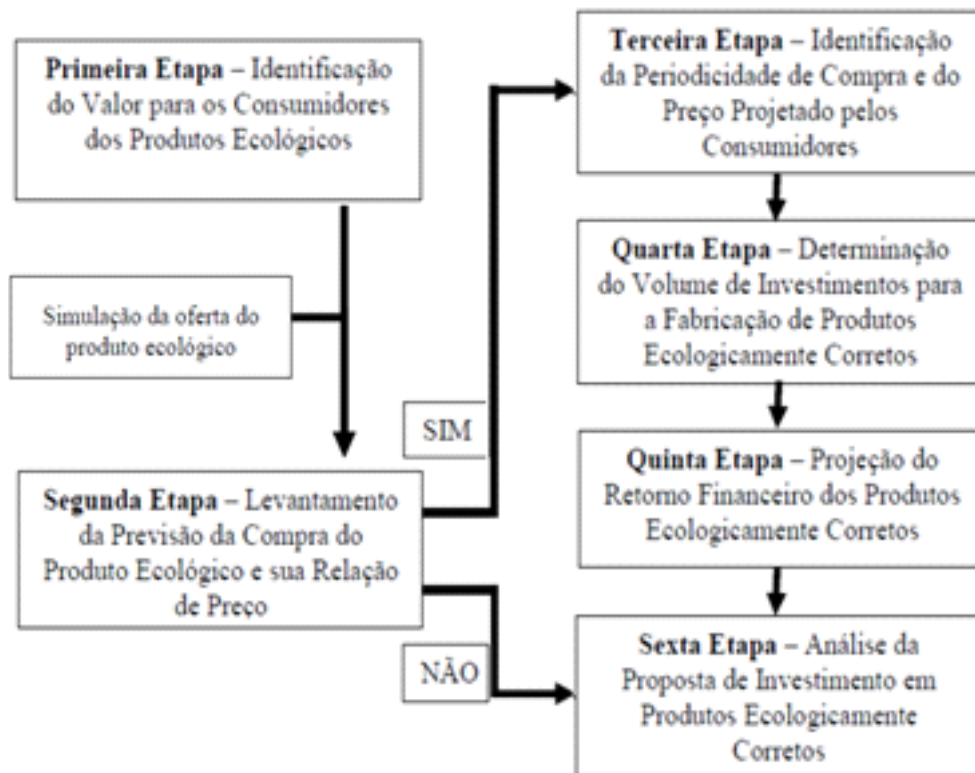 Primeira Etapa – Identificação
do Valor para os Consumidores
dos Produtos Ecológicos
Simulação da oferta do
produto ecológico
Segunda Etapa – Levantamento
da Previsão da Compra do
Produto Ecológico e sua Relação
de Preço
SIM
NÃO
Terceira Etapa – Identificação
da Periodicidade de Compra e do
Preço Projetado pelos
Consumidores
Quarta Etapa – Determinação
do Volume de Investimentos para
a Fabricação de Produtos
Ecologicamente Corretos
Quinta Etapa – Projeção do
Retorno Financeiro dos Produtos
Ecologicamente Corretos
Sexta Etapa – Análise da
Proposta de Investimento em
Produtos Ecologicamente
Corretos